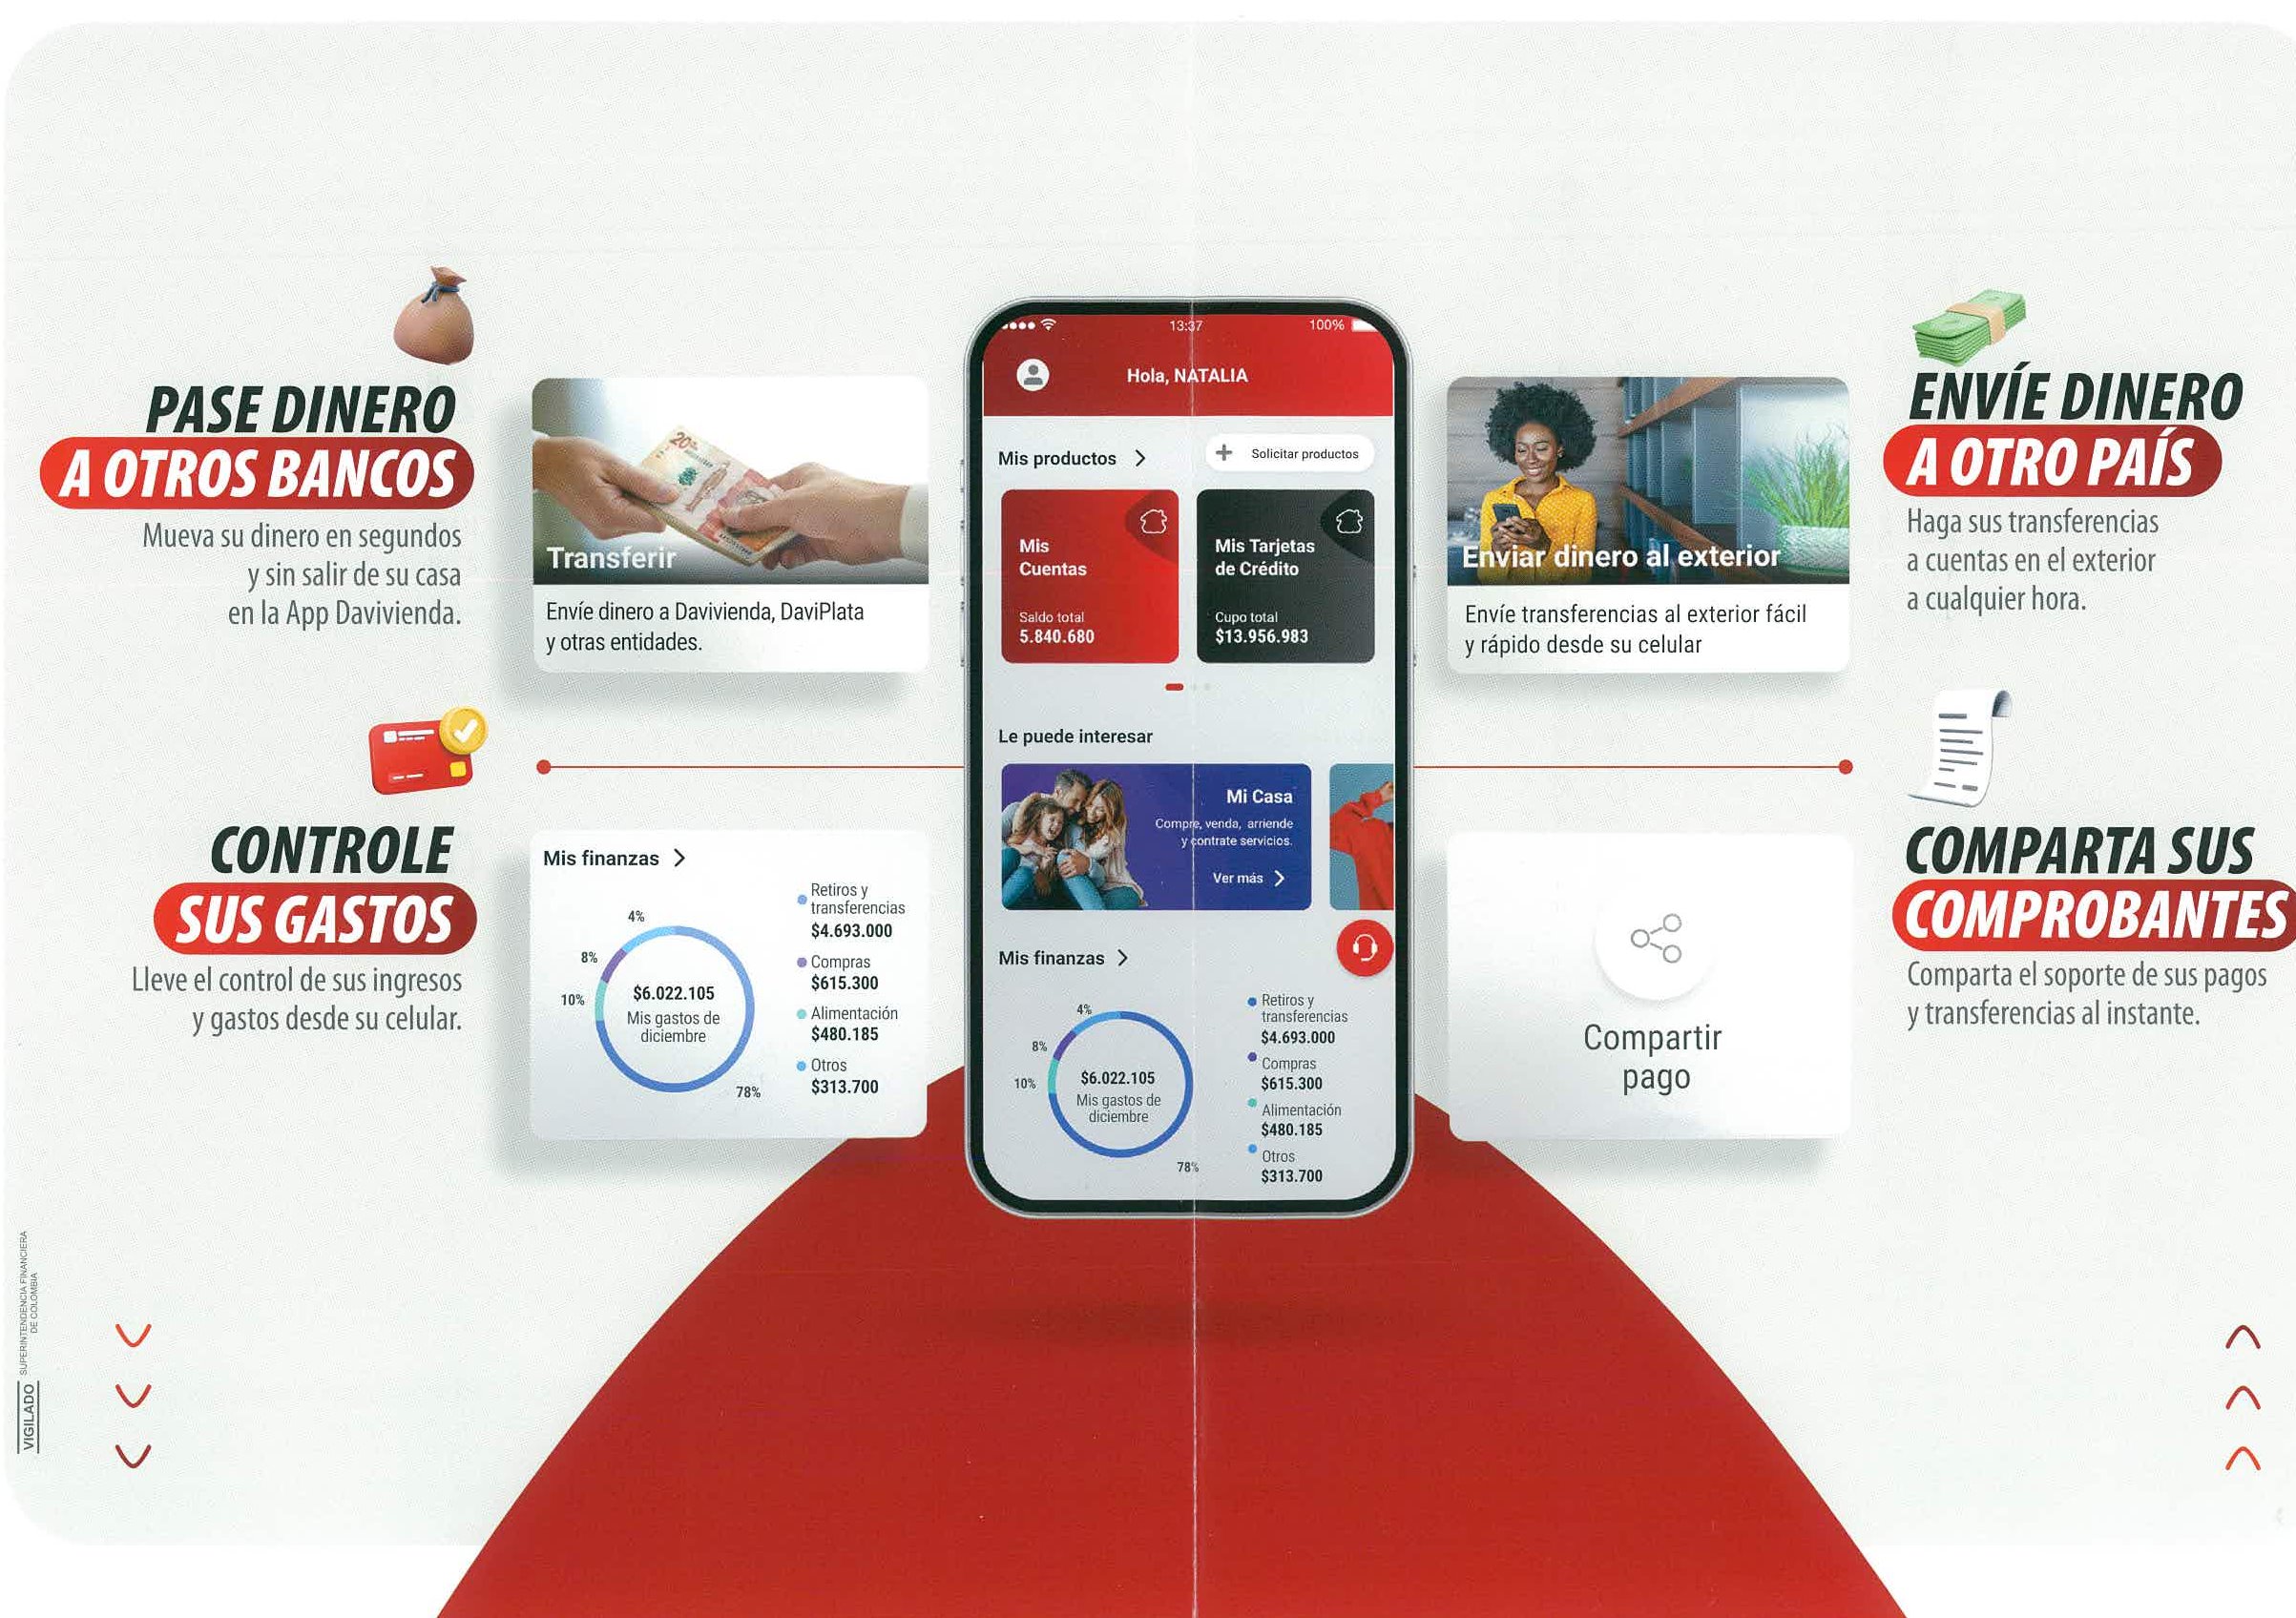 PASE DINERO
A OTROS BANCOS
Mueva su dinero en segundos
y sin salir de su casa
en la App Davivienda.
Transferir
Envíe dinero a Davivienda, DaviPlata
y otras entidades.
CONTROLE
SUS GASTOS
Lleve el control de sus ingresos
y gastos desde su celular.
Mis finanzas
4%
8%
10%
78%
$6.022.105
Mis gastos de
diciembre
Retiros y
transferencias
$4.693.000
Compras
$615.300
Alimentación
$480.185
Otros
$313.700
13:37
100%
Hola, NATALIA
Mis productos
Solicitar productos
Mis
Cuentas
Saldo total
5.840.680
Mis Tarjetas
de Crédito
Cupo total
$13.956.983
Le puede interesar
Mi Casa
Compre, venda, arriende
y contrate servicios.
Ver más
Mis finanzas
4%
8%
10%
78%
$6.022.105
Mis gastos de
diciembre
Retiros y
transferencias
$4.693.000
Compras
$615.300
Alimentación
$480.185
Otros
$313.700
ENVÍE DINERO
A OTRO PAÍS
Haga sus transferencias
a cuentas en el exterior
a cualquier hora.
Enviar dinero al exterior
Envíe transferencias al exterior fácil
y rápido desde su celular
COMPARTA SUS
COMPROBANTES
Comparta el soporte de sus pagos
y transferencias al instante.
Compartir
pago
VIGILADO
SUPERINTENDENCIA FINANCIERA
DE COLOMBIA